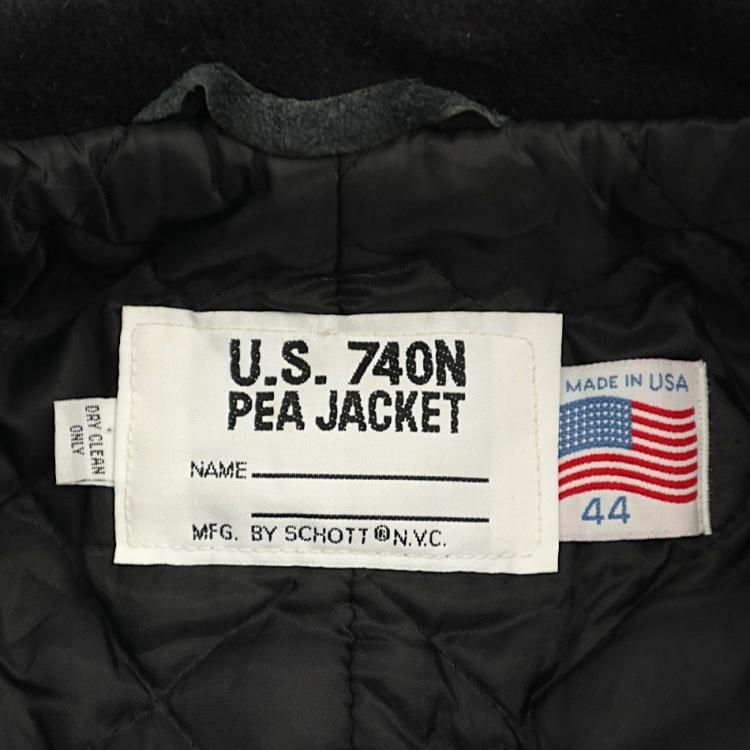 U.S. 740N
PEA JACKET
NAME
MFG. BY SCHOTT® N.Y.C.
DRY CLEAN
ONLY
MADE IN USA
44